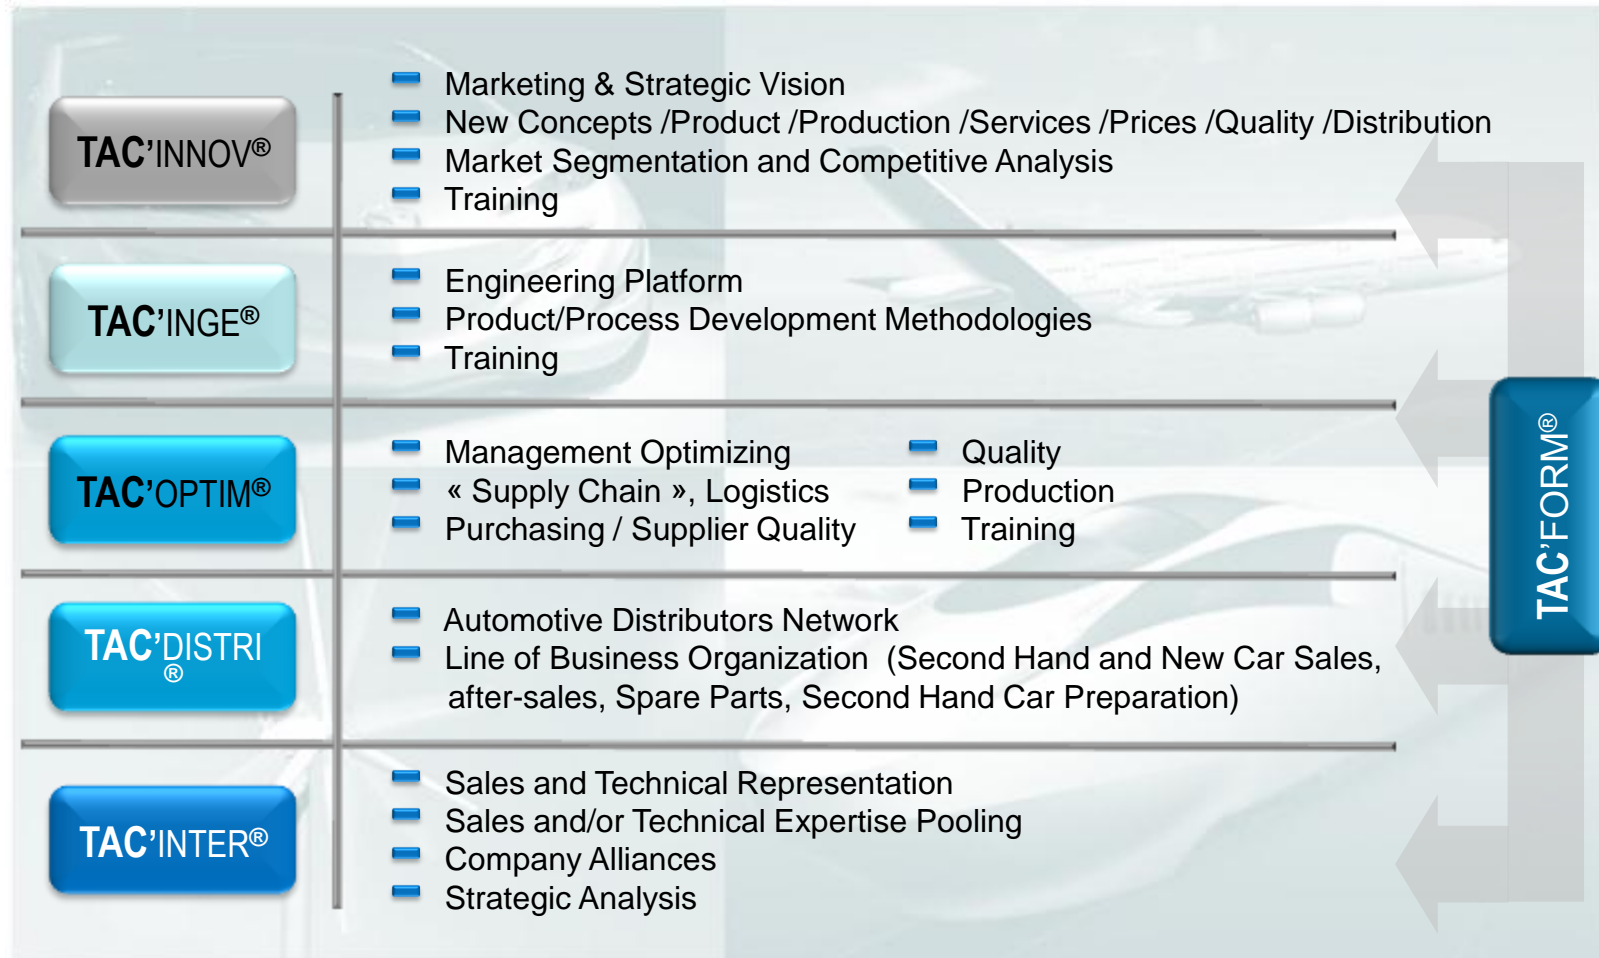 TAC'INNOV®
Marketing & Strategic Vision
New Concepts /Product /Production /Services /Prices /Quality /Distribution
Market Segmentation and Competitive Analysis
Training
TAC'INGE®
Engineering Platform
Product/Process Development Methodologies
Training
TAC'OPTIM®
Management Optimizing
« Supply Chain », Logistics
Purchasing / Supplier Quality
Quality
Production
Training
TAC'DISTRI
®
Automotive Distributors Network
Line of Business Organization (Second Hand and New Car Sales,
after-sales, Spare Parts, Second Hand Car Preparation)
TAC'INTER®
Sales and Technical Representation
Sales and/or Technical Expertise Pooling
Company Alliances
Strategic Analysis
TAC'FORM®